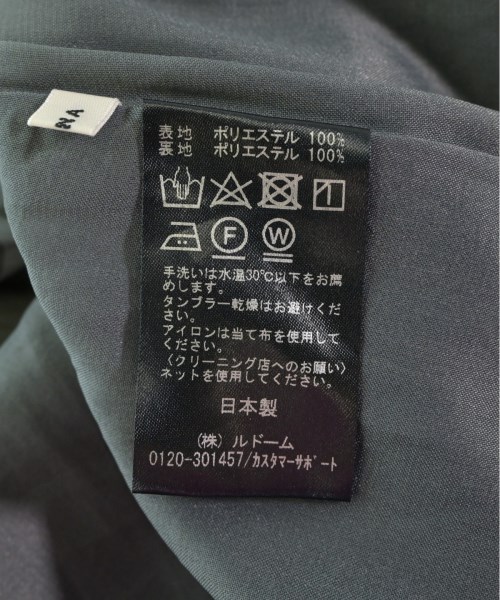 表地 ポリエステル 100%
裏地 ポリエステル 100%
F W
手洗いは水温30℃以下をお薦
めします。
タンブラー乾燥はお避けくだ
さい。
アイロンは当て布を使用して
ください。
〈クリーニング店へのお願い〉
ネットを使用してください。
日本製
(株) ルドーム
0120-301457/カスタマーサポート